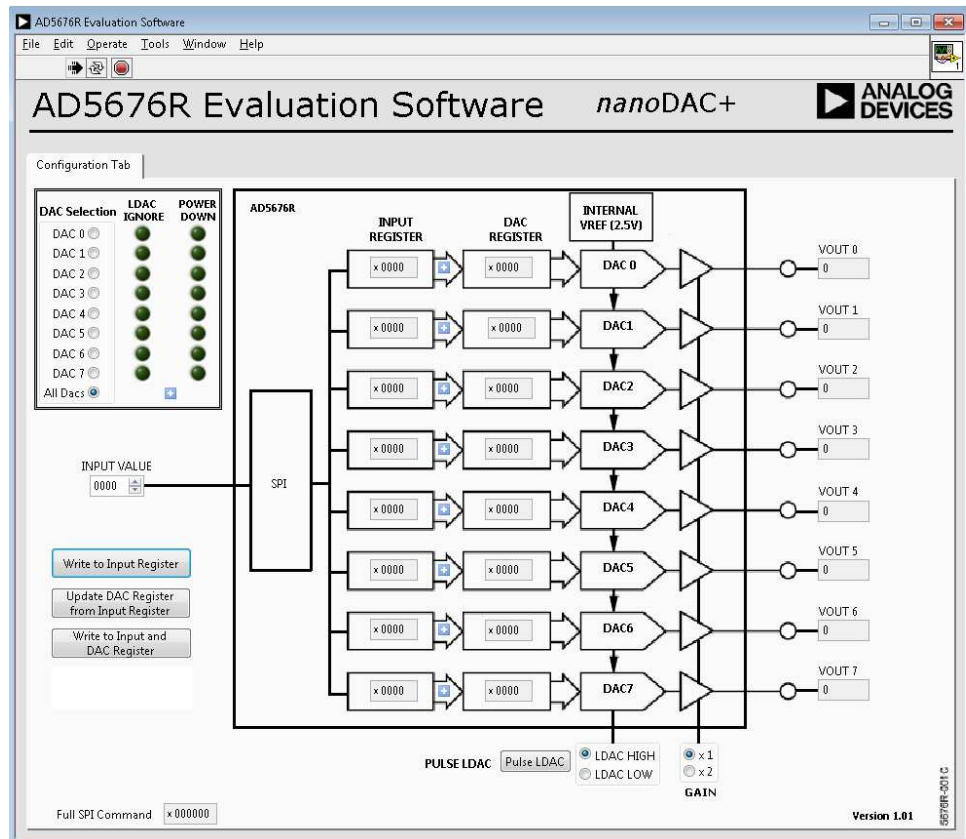 AD5676R Evaluation Software
File Edit Operate Tools Window Help
1
AD5676R Evaluation Software nanoDAC+ ANALOG DEVICES
Configuration Tab
DAC Selection LDAC IGNORE POWER DOWN
DAC 0
DAC 1
DAC 2
DAC 3
DAC 4
DAC 5
DAC 6
DAC 7
All Dacs
INPUT VALUE
0000
Write to Input Register
Update DAC Register
from Input Register
Write to Input and
DAC Register
AD5676R
SPI
INPUT REGISTER DAC REGISTER INTERNAL VREF (2.5V)
x 0000 x 0000 DAC 0 VOUT 0 0
x 0000 x 0000 DAC1 VOUT 1 0
x 0000 x 0000 DAC2 VOUT 2 0
x 0000 x 0000 DAC3 VOUT 3 0
x 0000 x 0000 DAC4 VOUT 4 0
x 0000 x 0000 DAC5 VOUT 5 0
x 0000 x 0000 DAC6 VOUT 6 0
x 0000 x 0000 DAC7 VOUT 7 0
PULSE LDAC Pulse LDAC
LDAC HIGH
LDAC LOW
x 1
x 2
GAIN
Full SPI Command x 000000
Version 1.01
5676R-001C